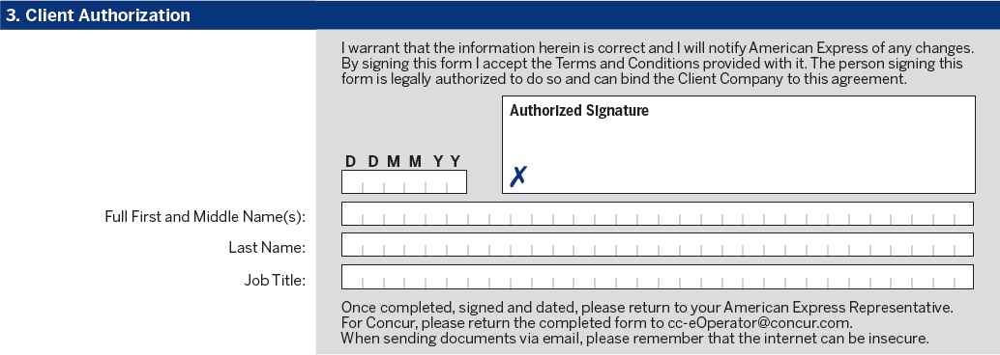 3. Client Authorization
I warrant that the information herein is correct and I will notify American Express of any changes.
By signing this form I accept the Terms and Conditions provided with it. The person signing this
form is legally authorized to do so and can bind the Client Company to this agreement.
Authorized Signature
D D M M Y Y
✗
Full First and Middle Name(s):
Last Name:
Job Title:
Once completed, signed and dated, please return to your American Express Representative.
For Concur, please return the completed form to cc-eOperator@concur.com.
When sending documents via email, please remember that the internet can be insecure.